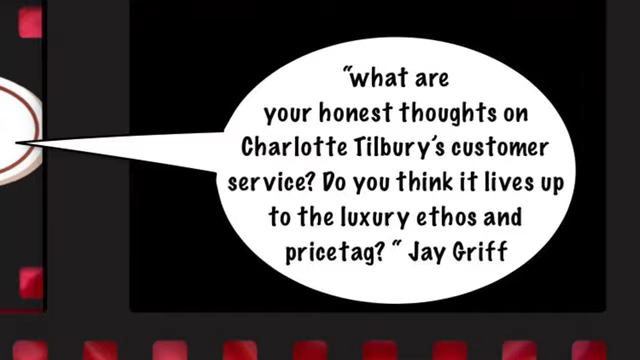 “what are
your honest thoughts on
Charlotte Tilbury’s customer
service? Do you think it lives up
to the luxury ethos and
pricetag? “ Jay Griff